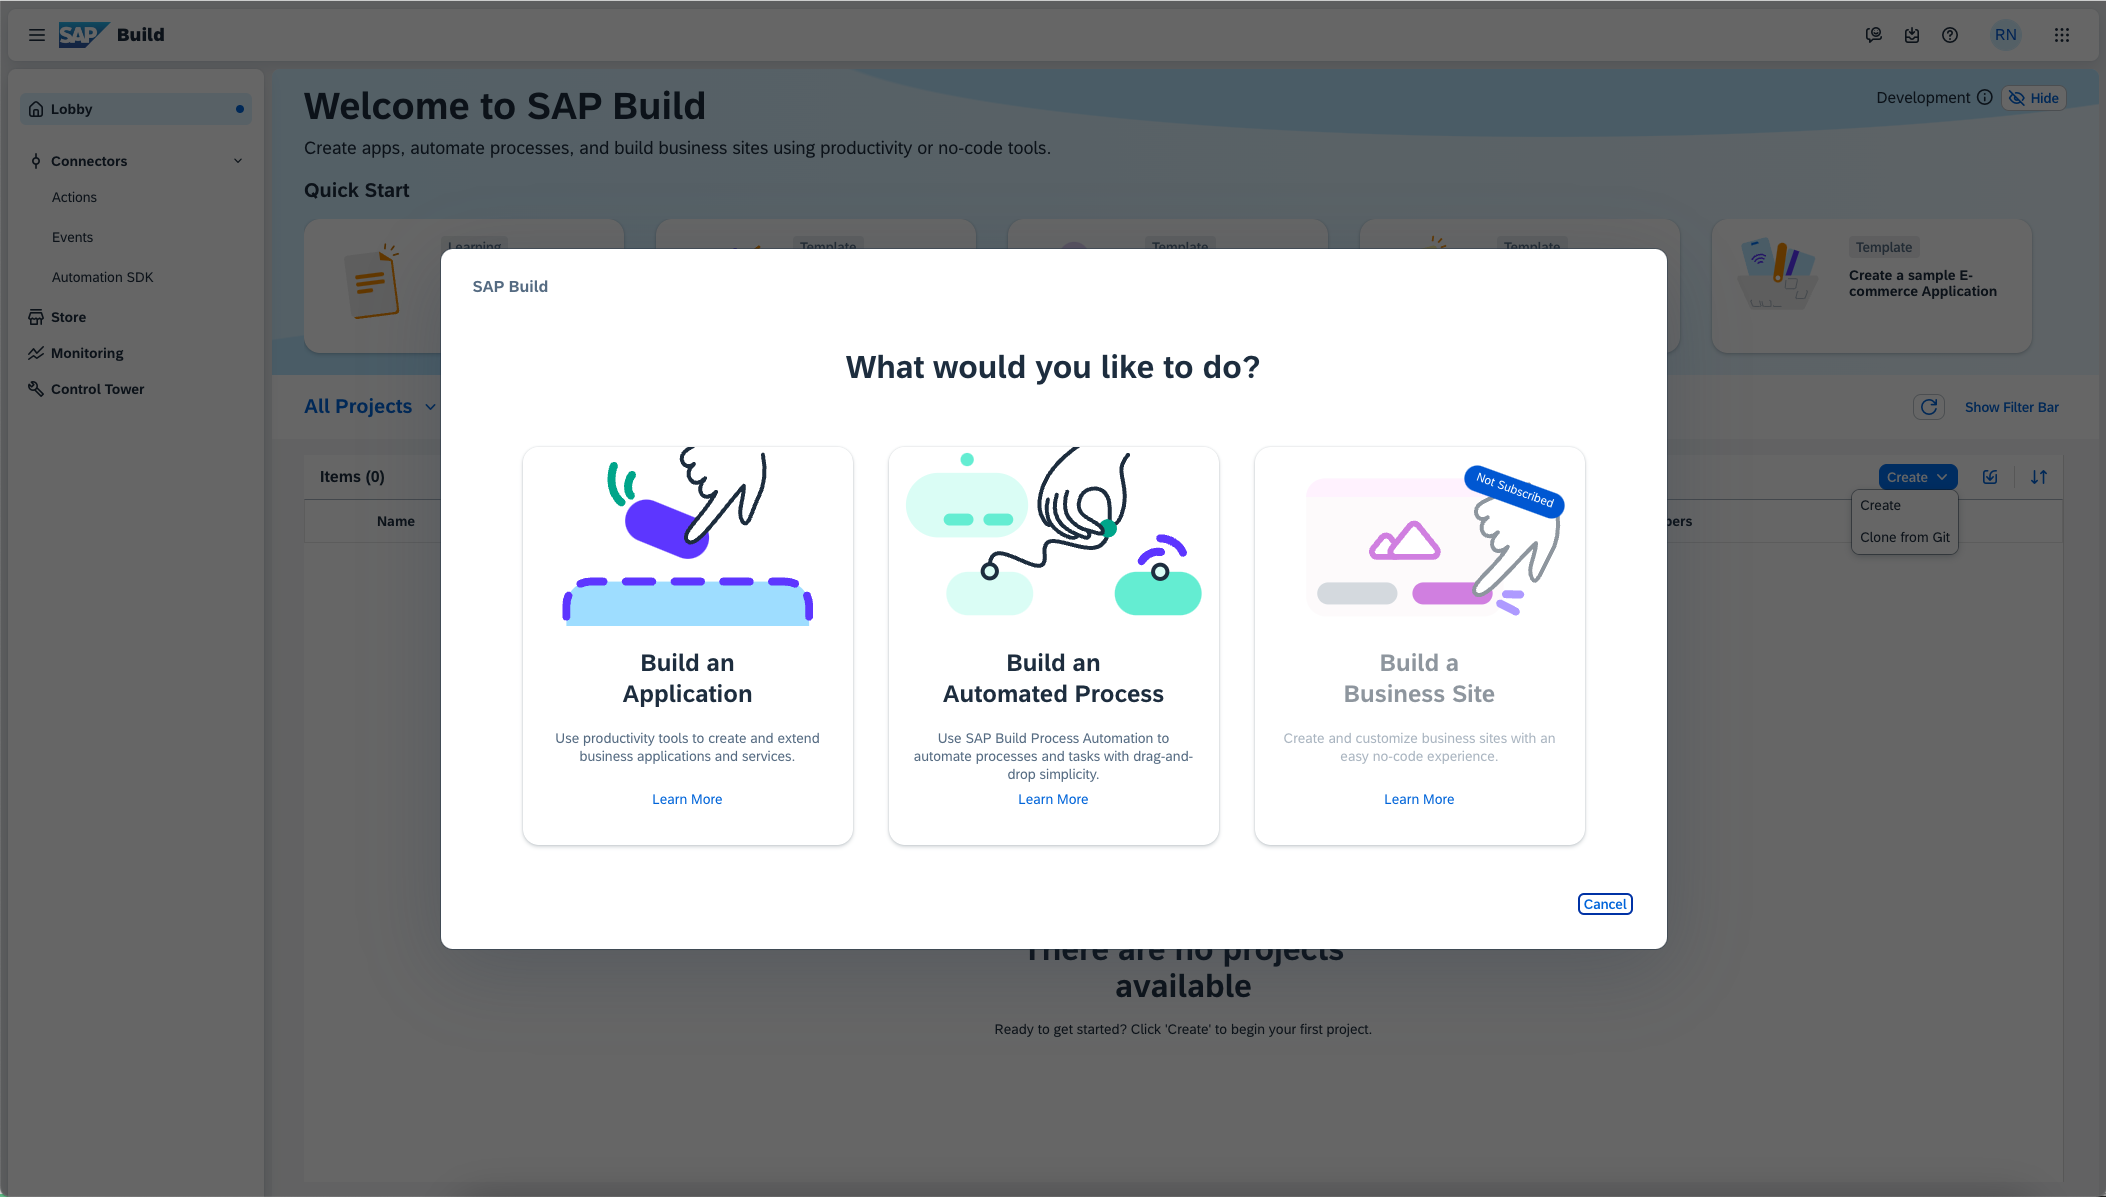 SAP Build
RN
Lobby
Connectors
Actions
Events
Automation SDK
Store
Monitoring
Control Tower
Welcome to SAP Build
Development
Hide
Create apps, automate processes, and build business sites using productivity or no-code tools.
Quick Start
Learning
Template
Template
Template
Template
Create a sample E-
commerce Application
All Projects
Show Filter Bar
Items (0)
Create
Name
Create
Clone from Git
SAP Build
What would you like to do?
Build an
Application
Use productivity tools to create and extend
business applications and services.
Learn More
Build an
Automated Process
Use SAP Build Process Automation to
automate processes and tasks with drag-and-
drop simplicity.
Learn More
Not Subscribed
Build a
Business Site
Create and customize business sites with an
easy no-code experience.
Learn More
Cancel
There are no projects
available
Ready to get started? Click 'Create' to begin your first project.